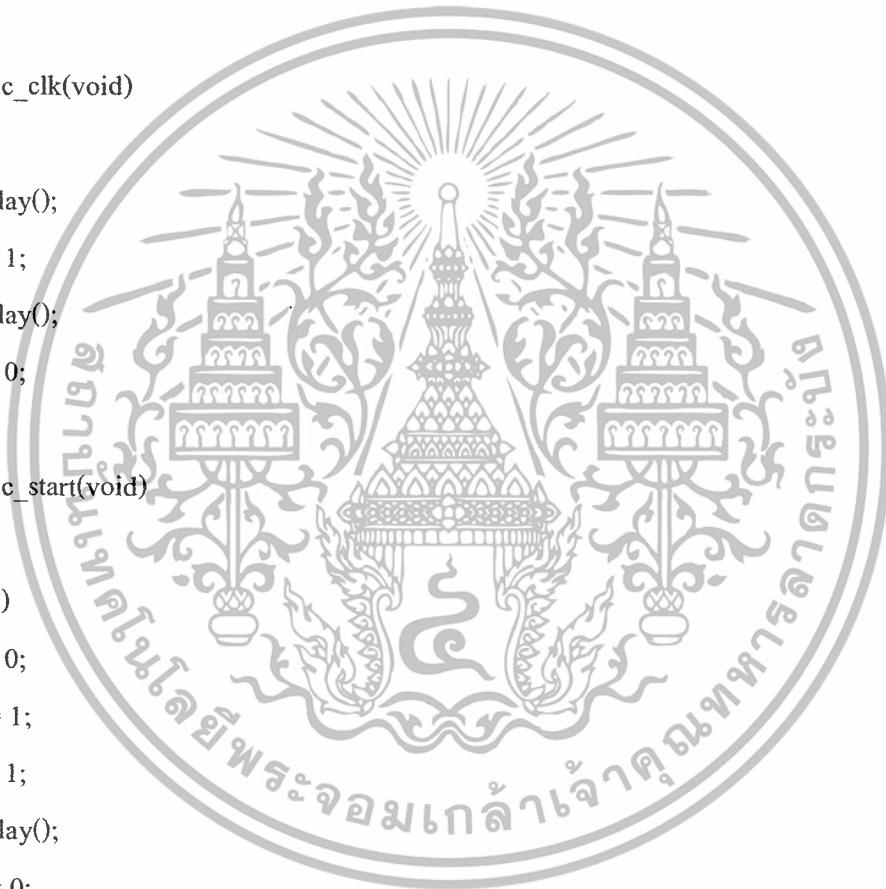 c_clk(void)
lay();
1;
lay();
0;
c_start(void)
)
0;
1;
1;
lay();
0;
สถาบันเทคโนโลยีพระจอมเกล้าเจ้าคุณทหารลาดกระบัง